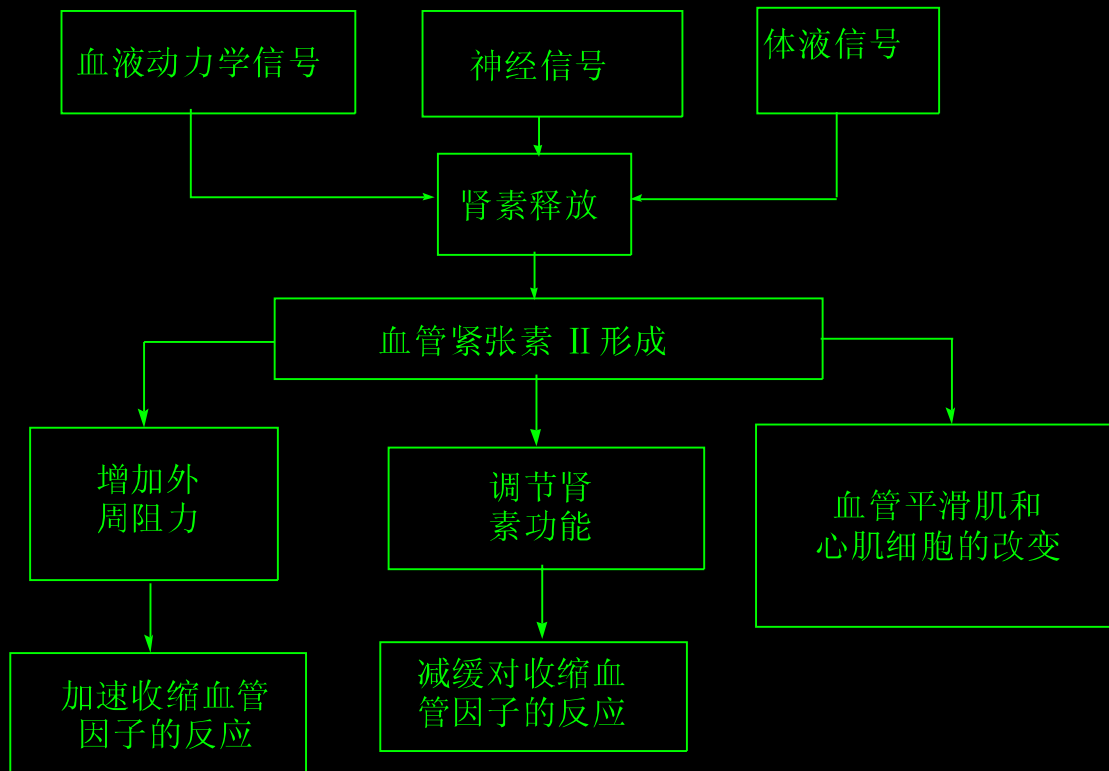 血液动力学信号
神经信号
体液信号
肾素释放
血管紧张素 II 形成
增加外
周阻力
调节肾
素功能
血管平滑肌和
心肌细胞的改变
加速收缩血管
因子的反应
减缓对收缩血
管因子的反应